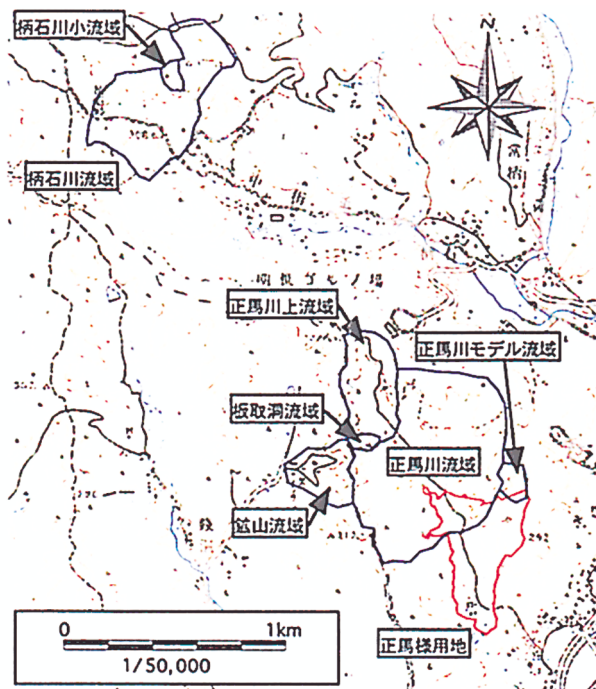 柄石川小流域
N
柄石川流域
正馬川上流域
正馬川モデル流域
扳取洞流域
正馬川流域
鉱山流域
正馬様用地
0 1km
1/50,000